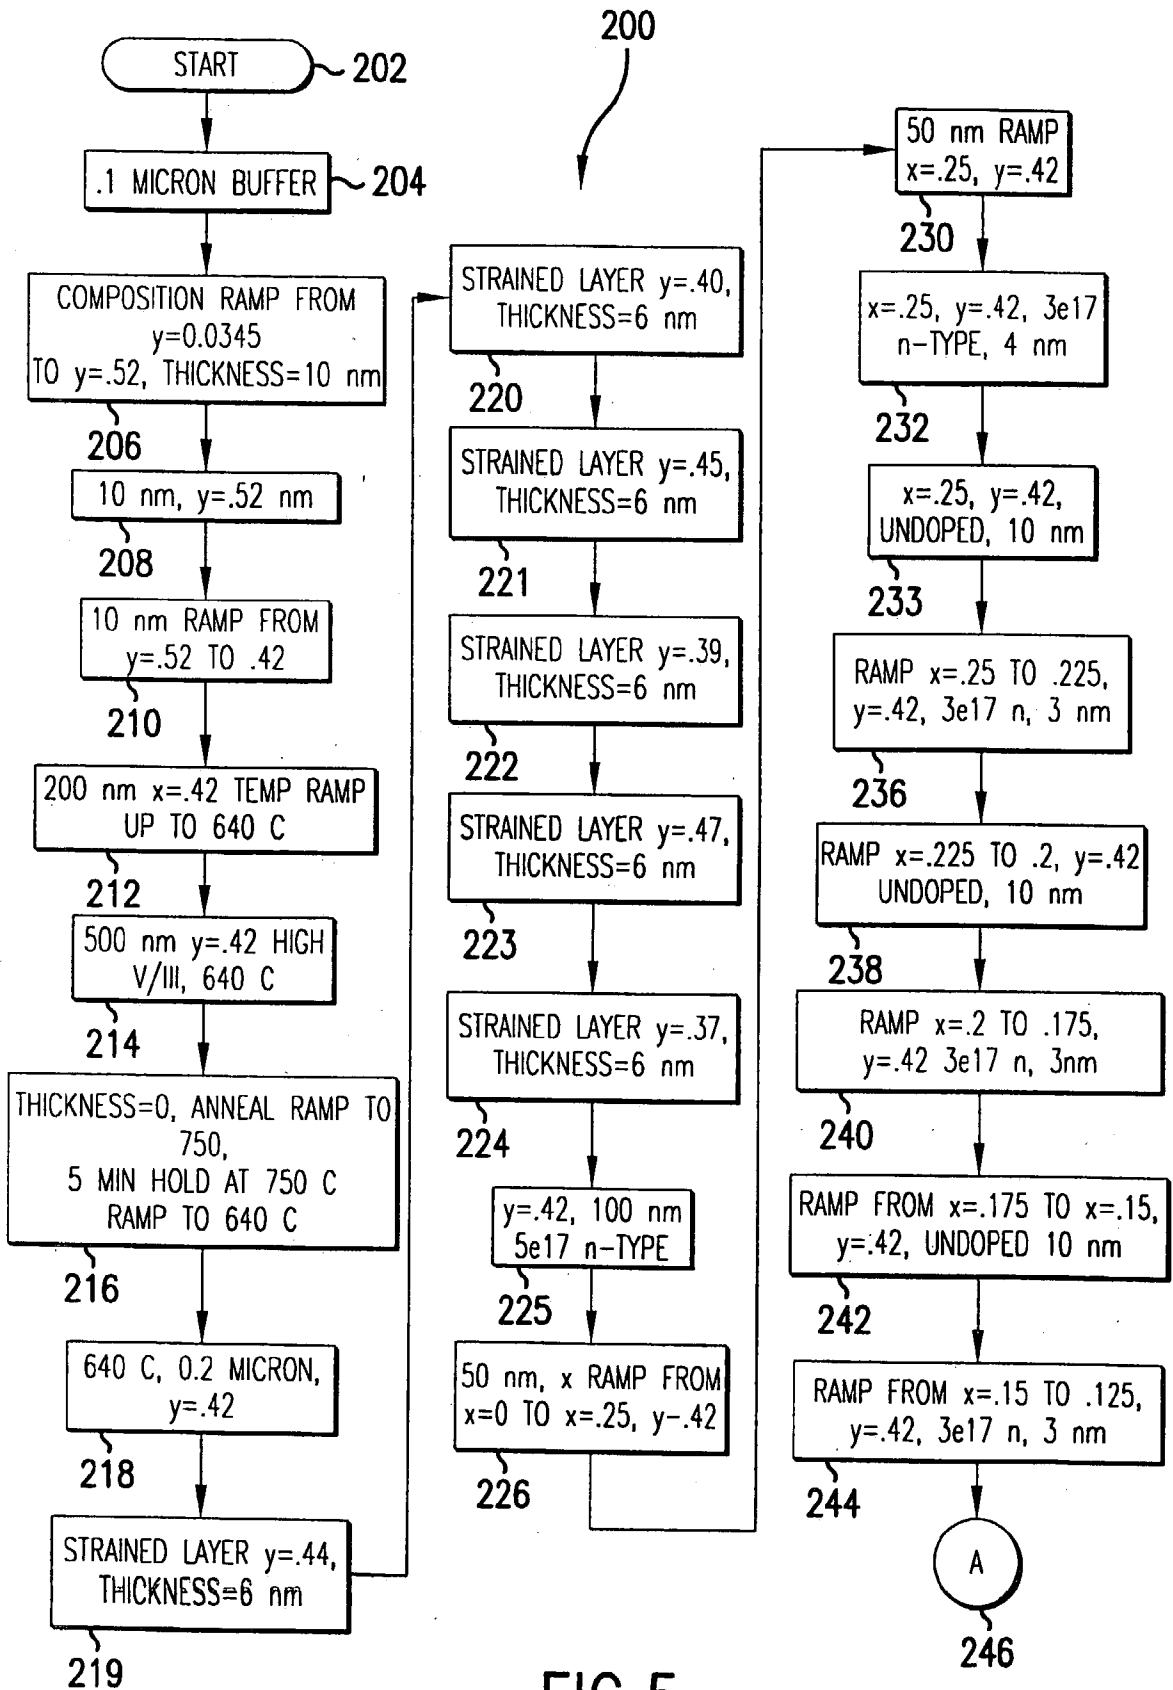 200
START
202
.1 MICRON BUFFER
204
COMPOSITION RAMP FROM
y=0.0345
TO y=.52, THICKNESS=10 nm
206
10 nm, y=.52 nm
208
10 nm RAMP FROM
y=.52 TO .42
210
200 nm x=.42 TEMP RAMP
UP TO 640 C
212
500 nm y=.42 HIGH
V/III, 640 C
214
THICKNESS=0, ANNEAL RAMP TO
750,
5 MIN HOLD AT 750 C
RAMP TO 640 C
216
640 C, 0.2 MICRON,
y=.42
218
STRAINED LAYER y=.44,
THICKNESS=6 nm
219
STRAINED LAYER y=.40,
THICKNESS=6 nm
220
STRAINED LAYER y=.45,
THICKNESS=6 nm
221
STRAINED LAYER y=.39,
THICKNESS=6 nm
222
STRAINED LAYER y=.47,
THICKNESS=6 nm
223
STRAINED LAYER y=.37,
THICKNESS=6 nm
224
y=.42, 100 nm
5e17 n-TYPE
225
50 nm, x RAMP FROM
x=0 TO x=.25, y-.42
226
50 nm RAMP
x=.25, y=.42
230
x=.25, y=.42, 3e17
n-TYPE, 4 nm
232
x=.25, y=.42,
UNDOPED, 10 nm
233
RAMP x=.25 TO .225,
y=.42, 3e17 n, 3 nm
236
RAMP x=.225 TO .2, y=.42
UNDOPED, 10 nm
238
RAMP x=.2 TO .175,
y=.42 3e17 n, 3nm
240
RAMP FROM x=.175 TO x=.15,
y=.42, UNDOPED 10 nm
242
RAMP FROM x=.15 TO .125,
y=.42, 3e17 n, 3 nm
244
A
246
FIG. 5